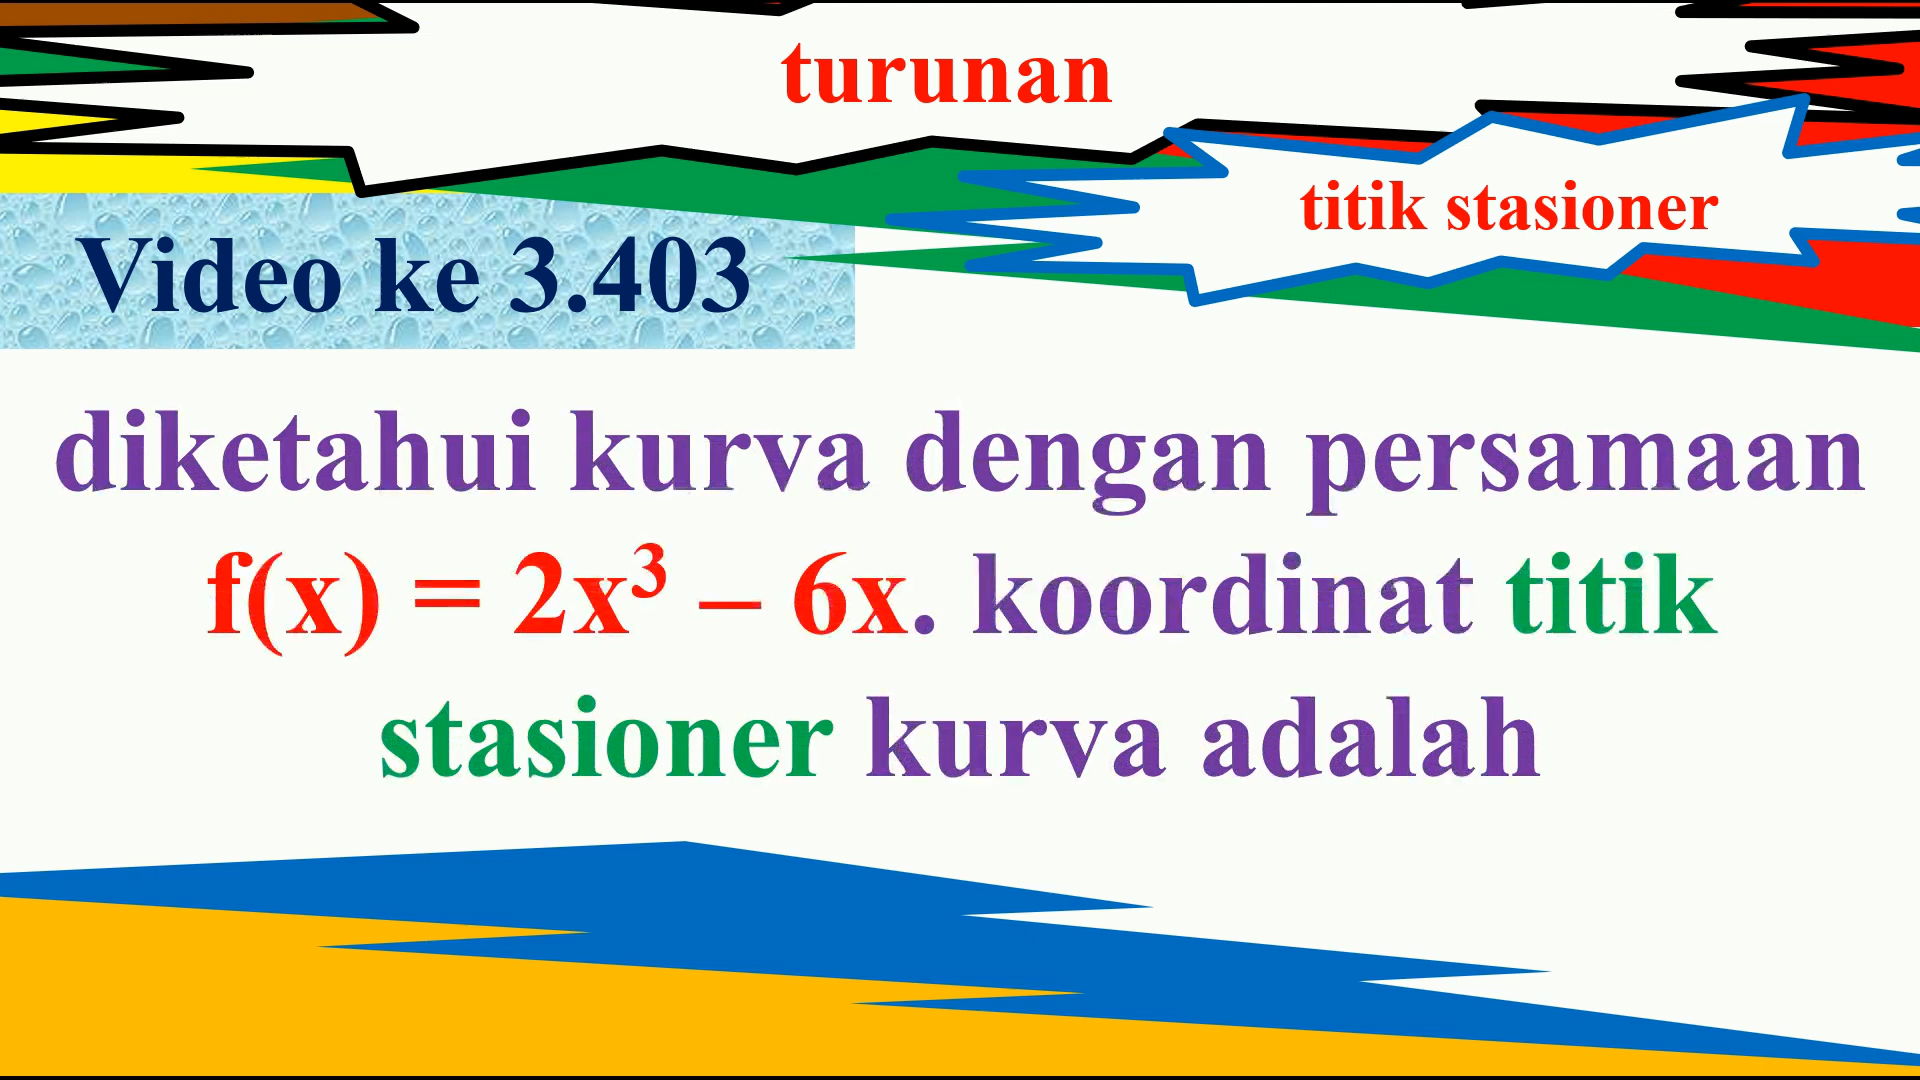 turunan
titik stasioner
Video ke 3.403
diketahui kurva dengan persamaan
f(x) = 2x³ – 6x. koordinat titik
stasioner kurva adalah